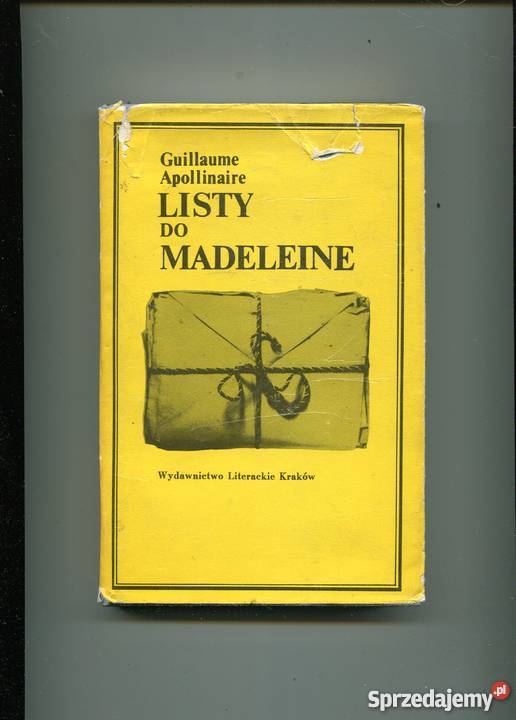 Guillaume
Apollinaire
LISTY
DO
MADELEINE
Wydawnictwo Literackie Kraków
Sprzedajemy.pl